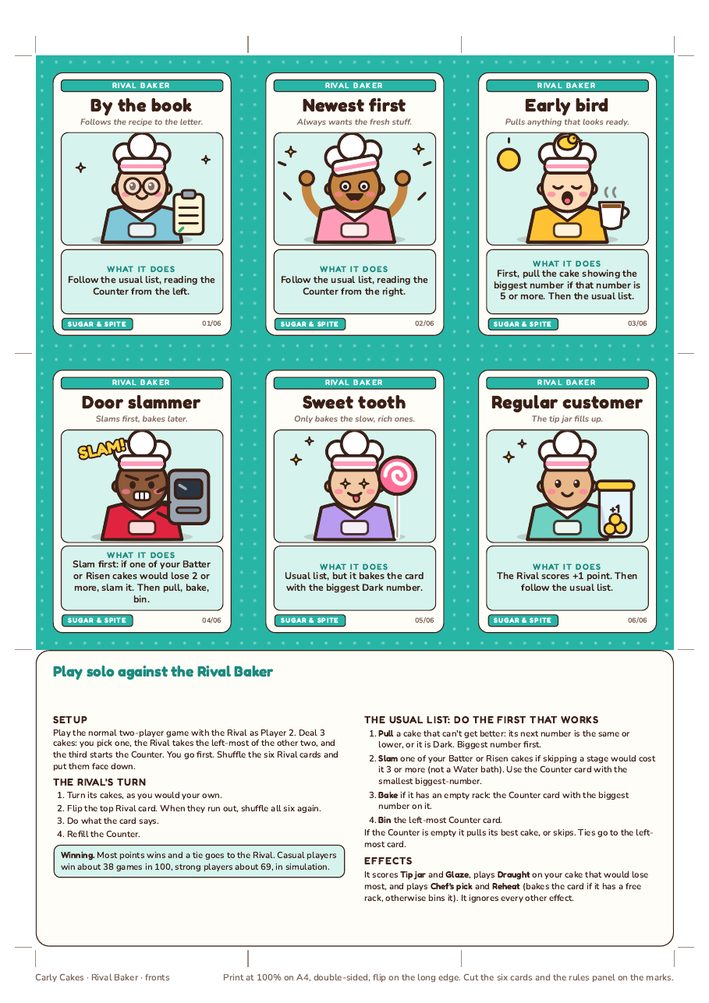 RIVAL BAKER
By the book
Follows the recipe to the letter.
WHAT IT DOES
Follow the usual list, reading the
Counter from the left.
SUGAR & SPITE
01/06
RIVAL BAKER
Newest first
Always wants the fresh stuff.
WHAT IT DOES
Follow the usual list, reading the
Counter from the right.
SUGAR & SPITE
02/06
RIVAL BAKER
Early bird
Pulls anything that looks ready.
WHAT IT DOES
First, pull the cake showing the
biggest number if that number is
5 or more. Then the usual list.
SUGAR & SPITE
03/06
RIVAL BAKER
Door slammer
Slams first, bakes later.
SLAM!
WHAT IT DOES
Slam first: if one of your Batter
or Risen cakes would lose 2 or
more, slam it. Then pull, bake,
bin.
SUGAR & SPITE
04/06
RIVAL BAKER
Sweet tooth
Only bakes the slow, rich ones.
WHAT IT DOES
Usual list, but it bakes the card
with the biggest Dark number.
SUGAR & SPITE
05/06
RIVAL BAKER
Regular customer
The tip jar fills up.
+1
WHAT IT DOES
The Rival scores +1 point. Then
follow the usual list.
SUGAR & SPITE
06/06
Play solo against the Rival Baker
SETUP
Play the normal two-player game with the Rival as Player 2. Deal 3
cakes: you pick one, the Rival takes the left-most of the other two, and
the third starts the Counter. You go first. Shuffle the six Rival cards and
put them face down.
THE RIVAL'S TURN
1. Turn its cakes, as you would your own.
2. Flip the top Rival card. When they run out, shuffle all six again.
3. Do what the card says.
4. Refill the Counter.
Winning. Most points wins and a tie goes to the Rival. Casual players
win about 38 games in 100, strong players about 69, in simulation.
THE USUAL LIST: DO THE FIRST THAT WORKS
1. Pull a cake that can't get better: its next number is the same or
lower, or it is Dark. Biggest number first.
2. Slam one of your Batter or Risen cakes if skipping a stage would cost
it 3 or more (not a Water bath). Use the Counter card with the
smallest biggest-number.
3. Bake if it has an empty rack: the Counter card with the biggest
number on it.
4. Bin the left-most Counter card.
If the Counter is empty it pulls its best cake, or skips. Ties go to the left-
most card.
EFFECTS
It scores Tip jar and Glaze, plays Draught on your cake that would lose
most, and plays Chef's pick and Reheat (bakes the card if it has a free
rack, otherwise bins it). It ignores every other effect.
Carly Cakes · Rival Baker · fronts
Print at 100% on A4, double-sided, flip on the long edge. Cut the six cards and the rules panel on the marks.